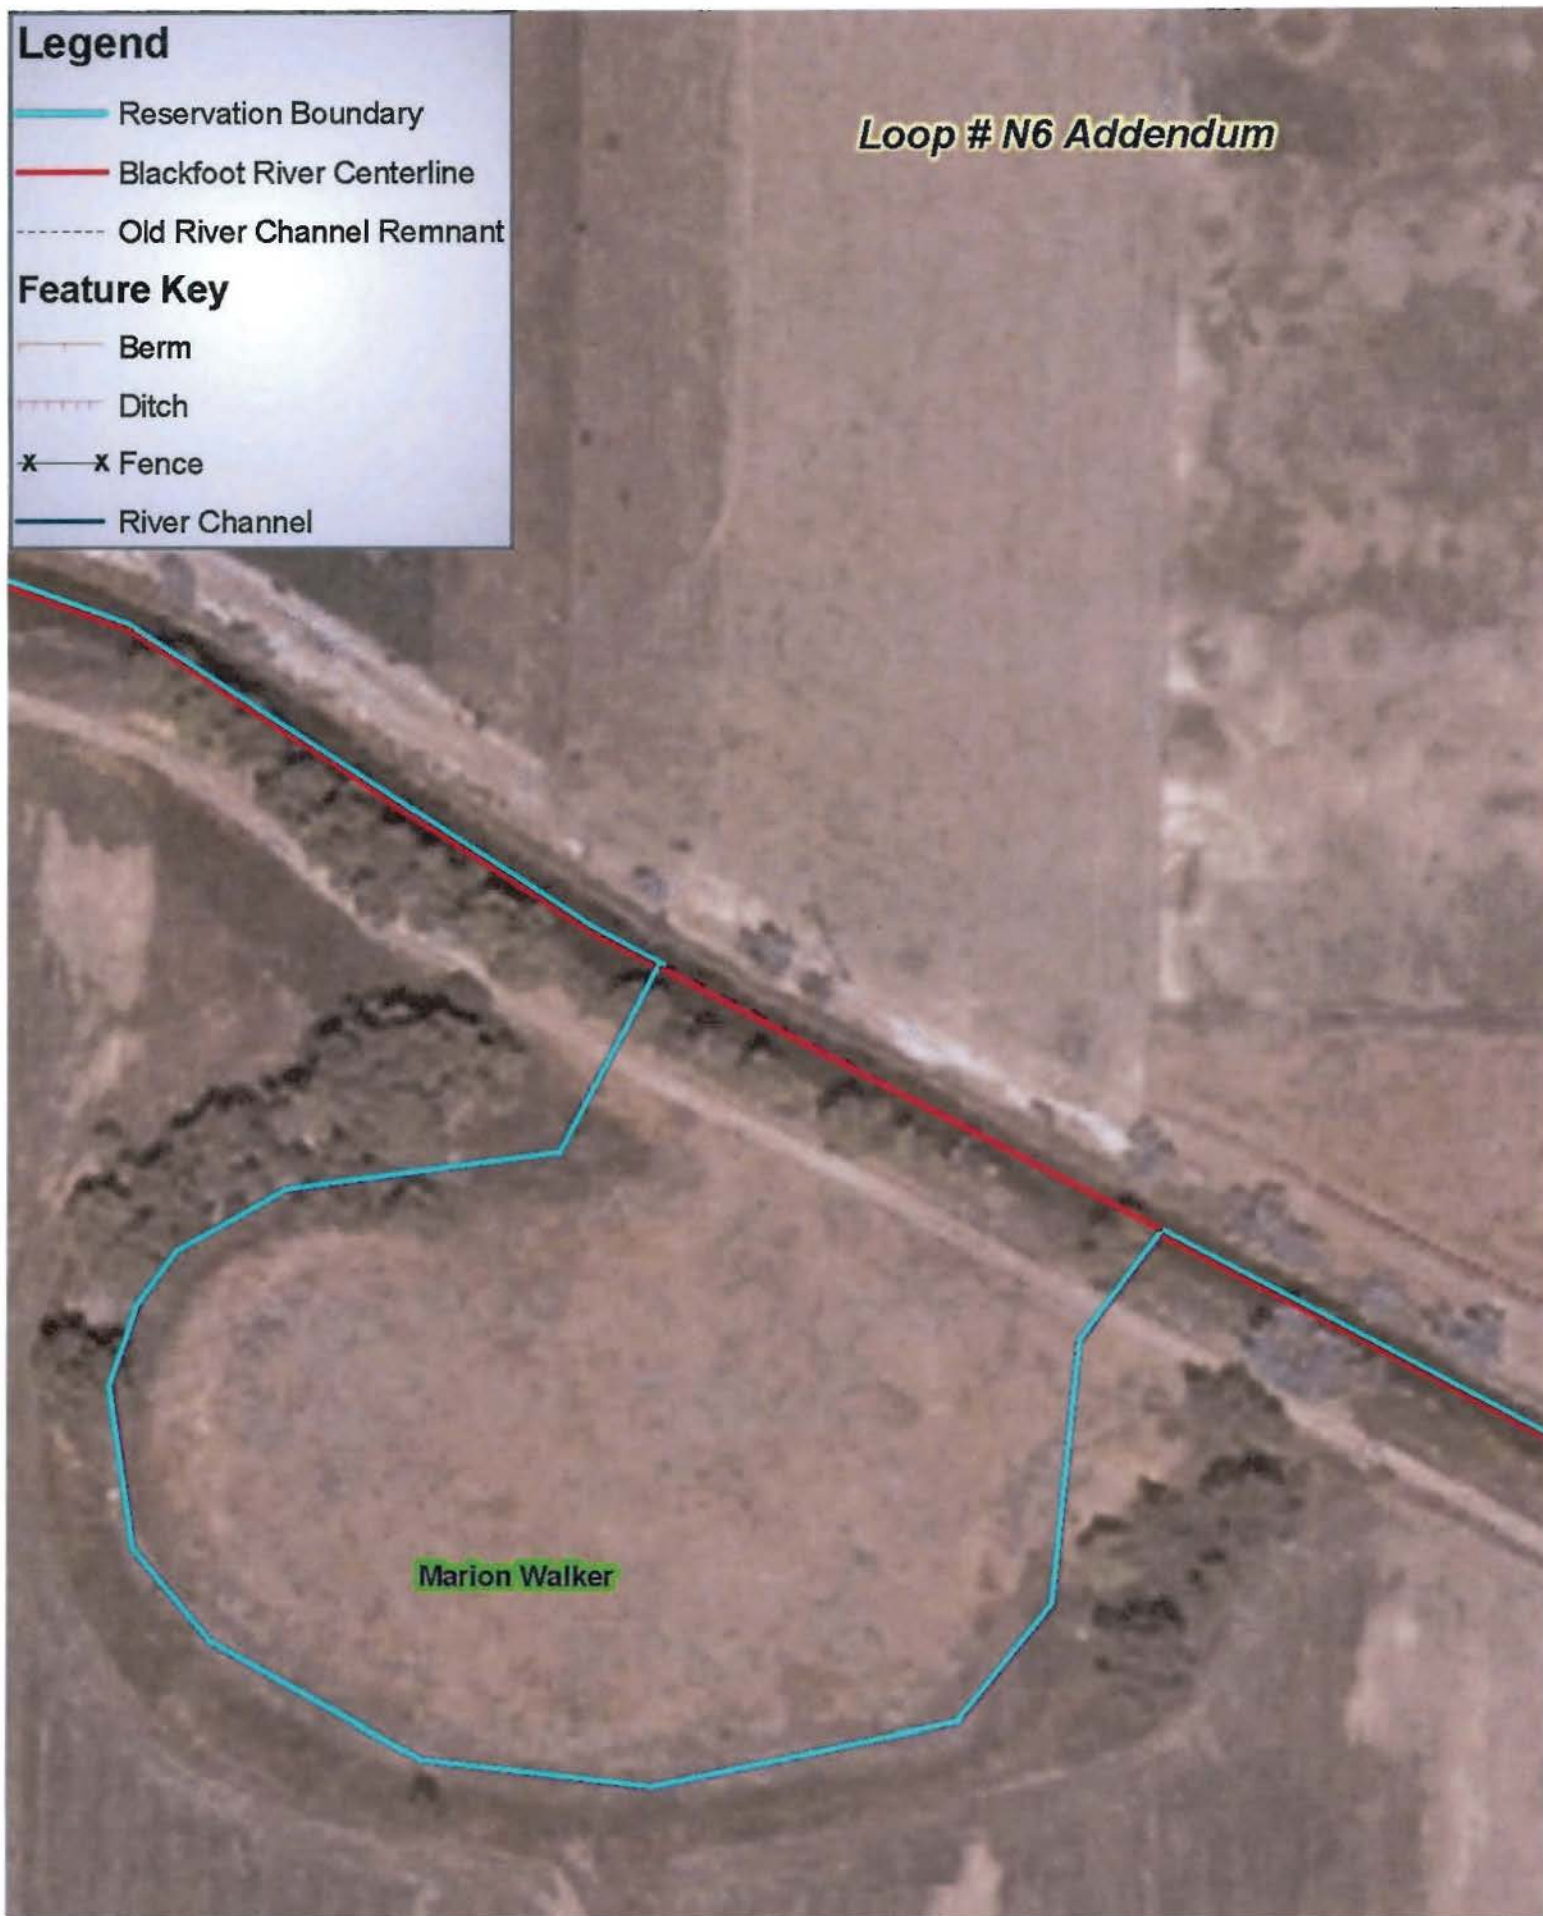 Legend
Reservation Boundary
Blackfoot River Centerline
Old River Channel Remnant
Feature Key
Berm
Ditch
X X Fence
River Channel
Loop # N6 Addendum
Marion Walker